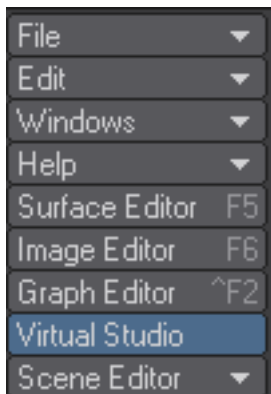 File
Edit
Windows
Help
Surface Editor F5
Image Editor F6
Graph Editor ^F2
Virtual Studio
Scene Editor